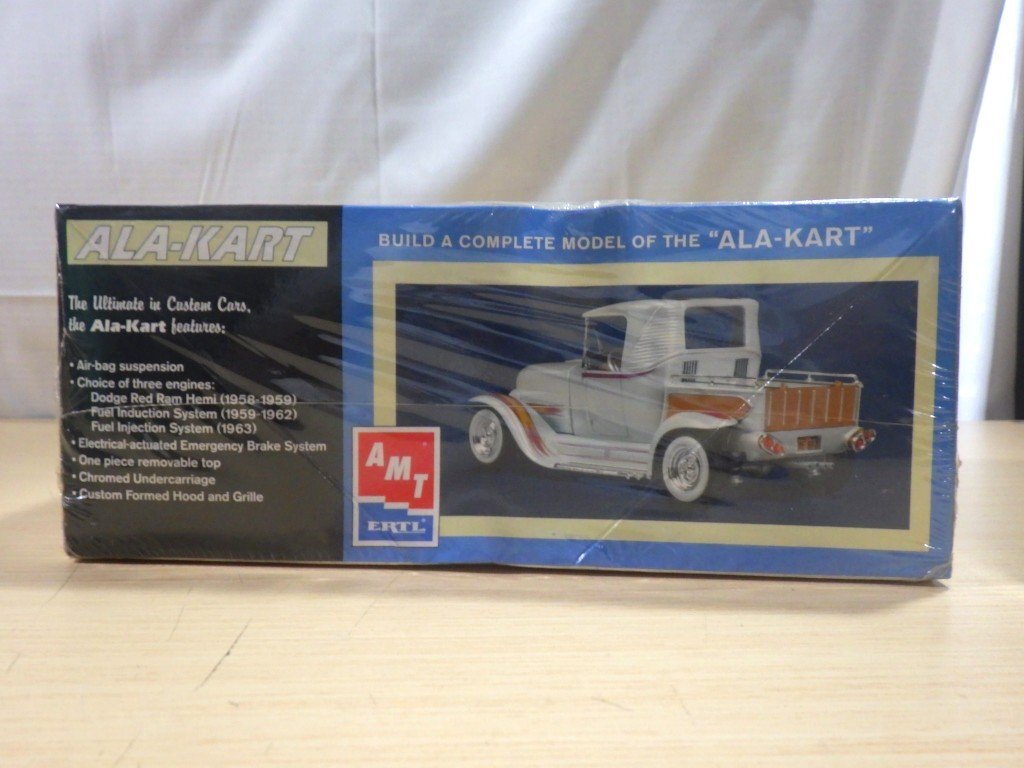 ALA-KART
The Ultimate in Custom Cars,
the Ala-Kart features:
• Air-bag suspension
• Choice of three engines:
Dodge Red Ram Hemi (1958-1959)
Fuel Induction System (1959-1962)
Fuel Injection System (1963)
• Electrical-actuated Emergency Brake System
• One piece removable top
• Chromed Undercarriage
• Custom Formed Hood and Grille
BUILD A COMPLETE MODEL OF THE "ALA-KART"
AMT
ERTL